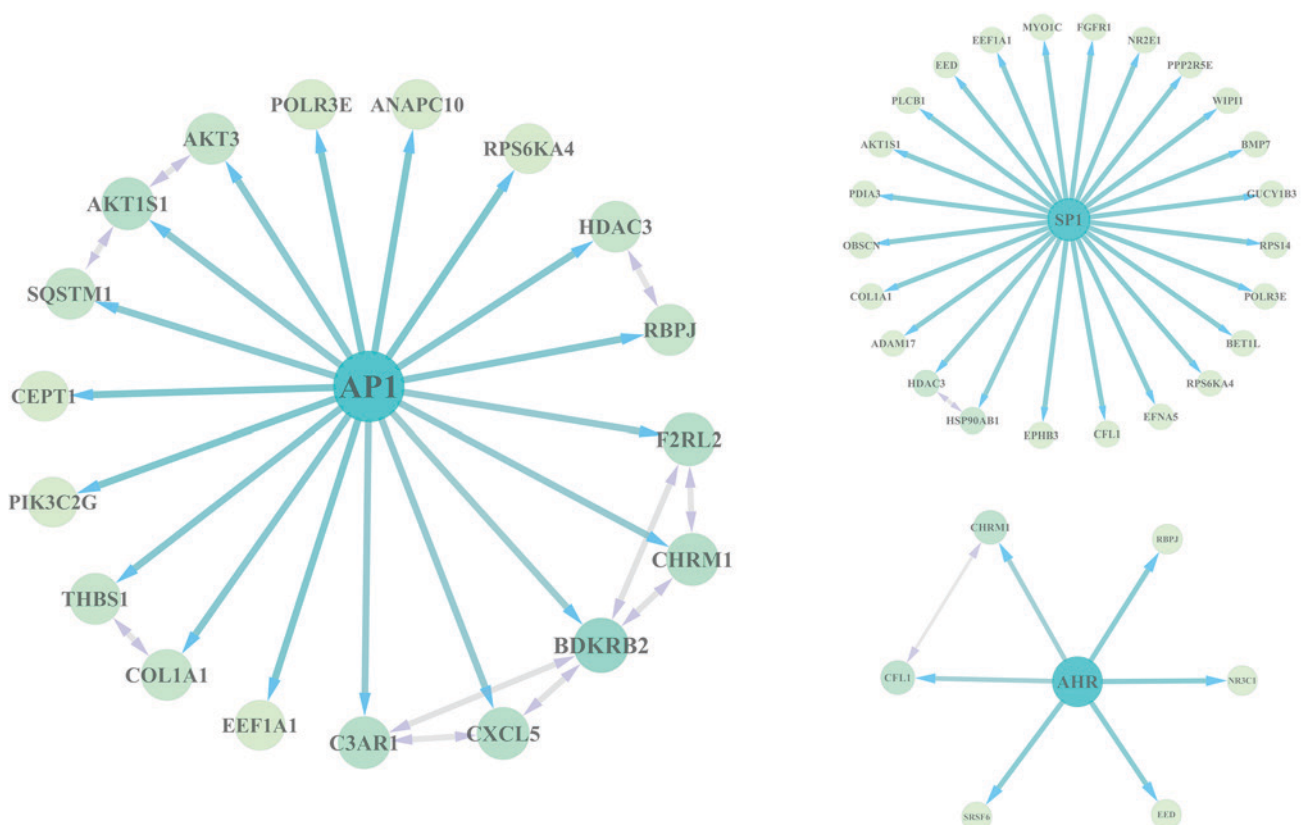 POLR3E
ANAPC10
AKT3
RPS6KA4
AKT1S1
HDAC3
SQSTM1
RBPJ
AP1
CEPT1
F2RL2
PIK3C2G
CHRM1
THBS1
BDKRB2
COL1A1
EEF1A1
C3AR1
CXCL5
MYO1C
FGFR1
EEF1A1
NR2E1
EED
PPP2R5E
PLCB1
WIPI1
AKT1S1
BMP7
PDIA3
GUCY1B3
SP1
OBSCN
RPS14
COL1A1
POLR3E
ADAM17
BET1L
HDAC3
RPS6KA4
HSP90AB1
EFNA5
EPHB3
CFL1
CHRM1
RBPJ
CFL1
AHR
NR3C1
SRSF6
EED